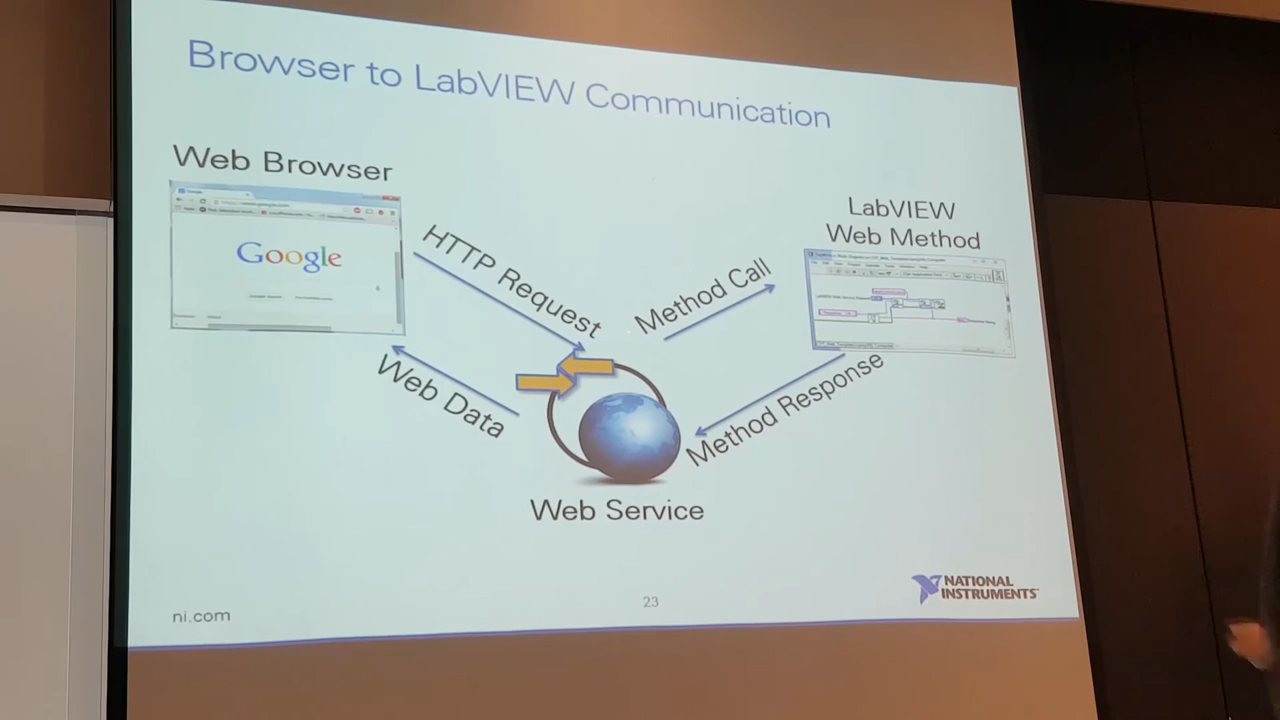 Browser to LabVIEW Communication
Web Browser
Google
LabVIEW
Web Method
HTTP Request
Method Call
Web Data
Method Response
Web Service
ni.com
23
NATIONAL
INSTRUMENTS